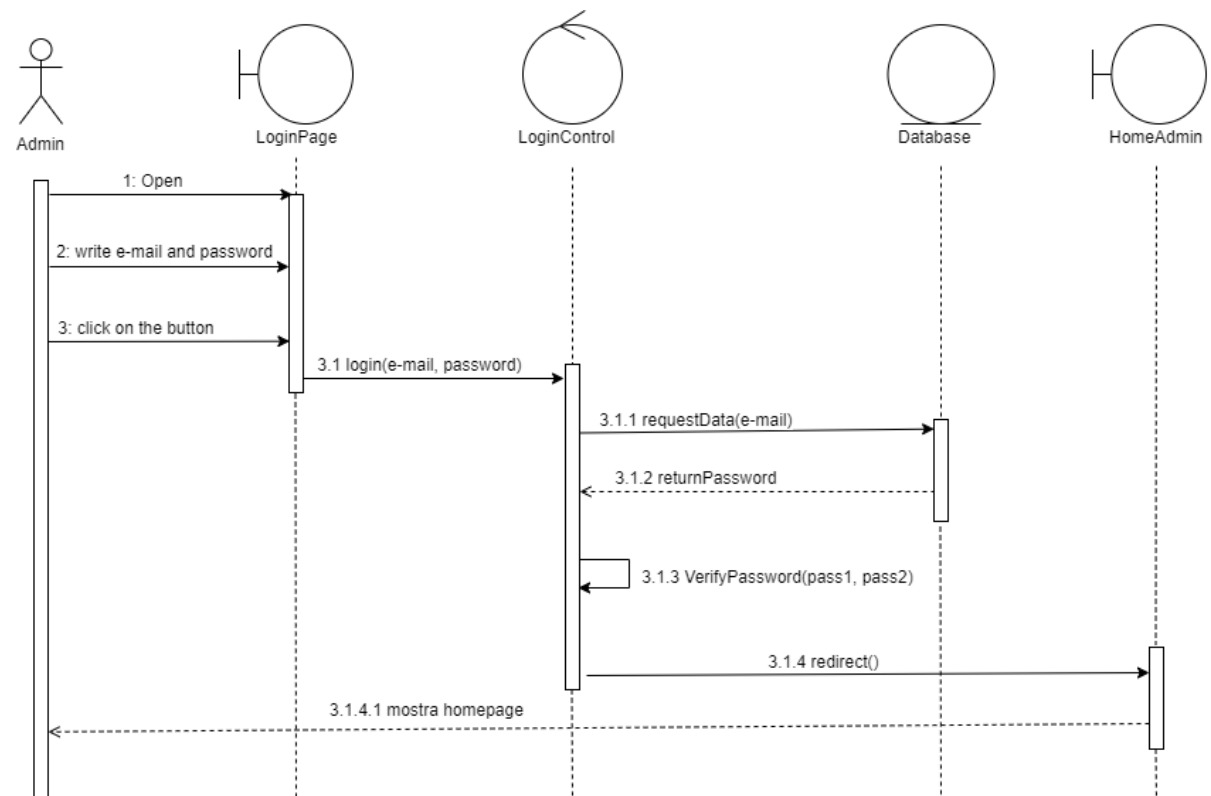 Admin
LoginPage
LoginControl
Database
HomeAdmin
1: Open
2: write e-mail and password
3: click on the button
3.1 login(e-mail, password)
3.1.1 requestData(e-mail)
3.1.2 returnPassword
3.1.3 VerifyPassword(pass1, pass2)
3.1.4 redirect()
3.1.4.1 mostra homepage